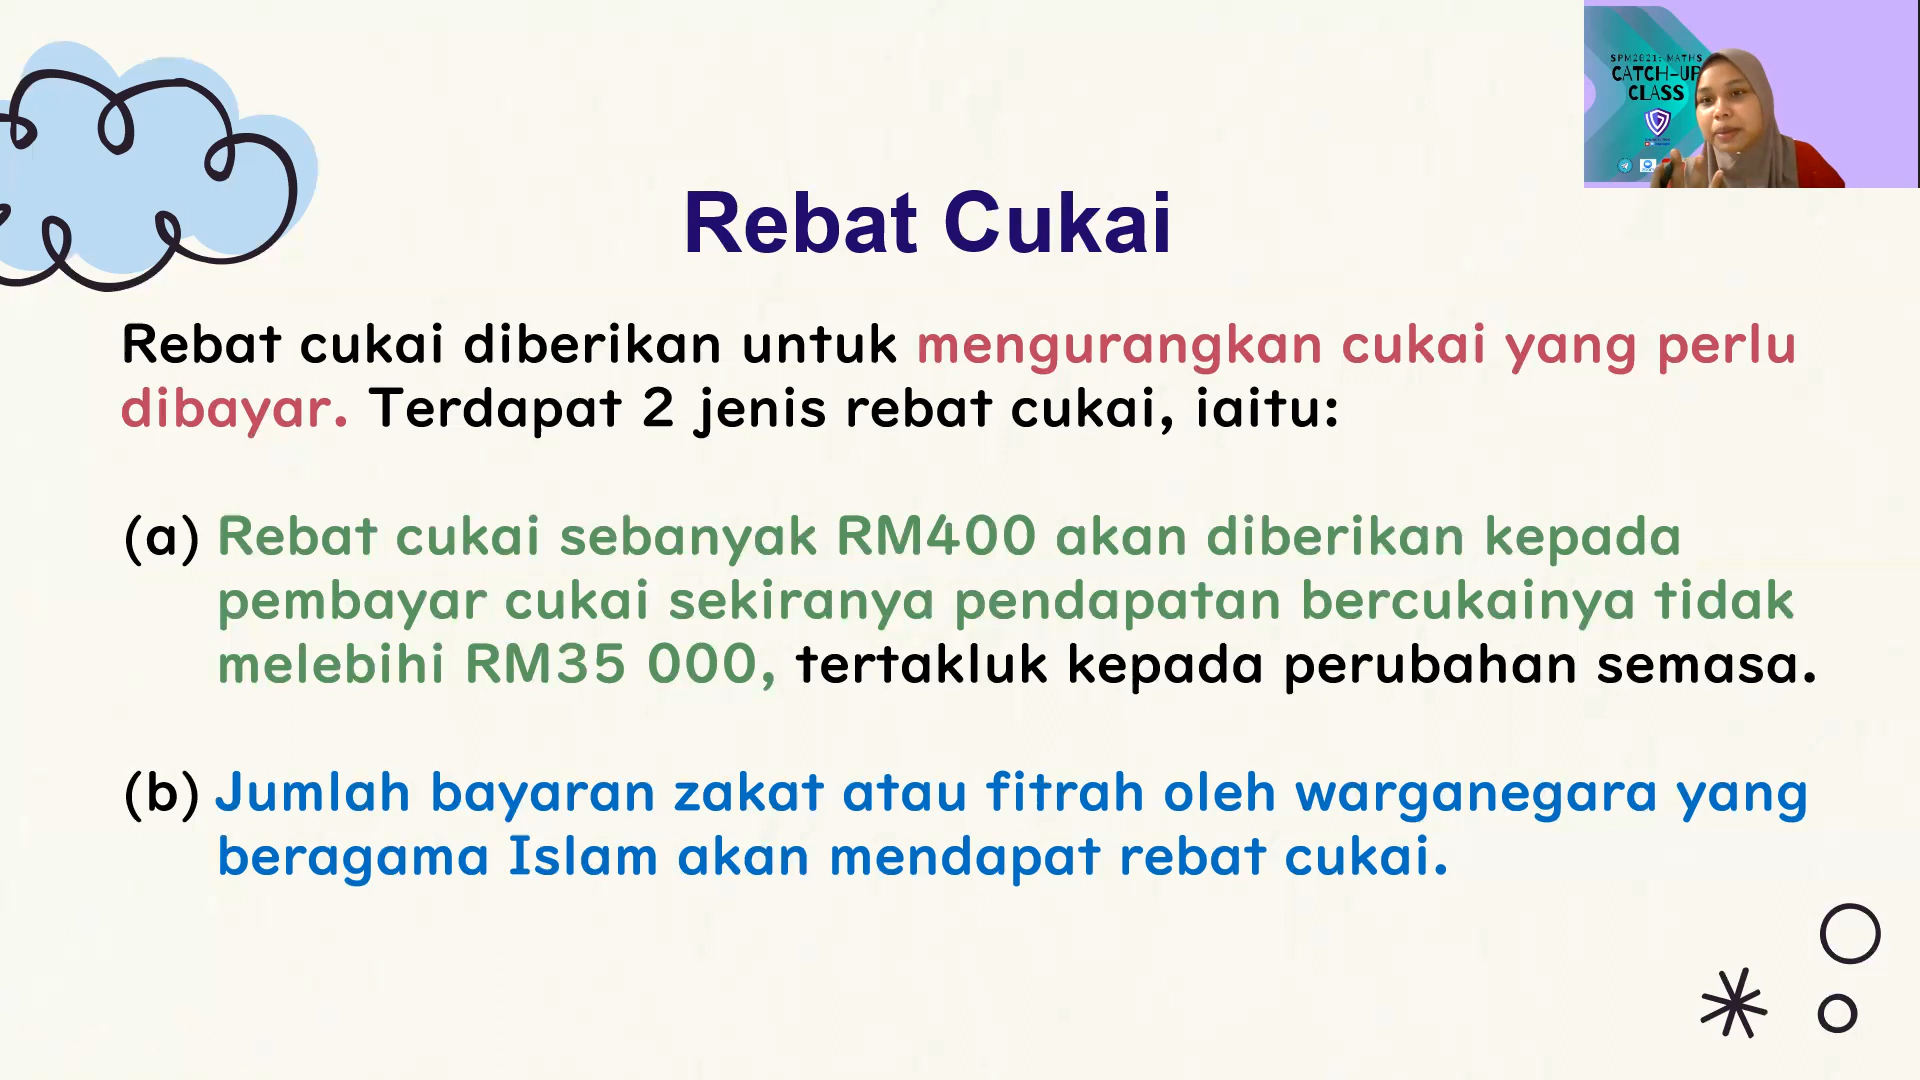 SPM2021: MATHS
CATCH-UP
CLASS
Rebat Cukai
Rebat cukai diberikan untuk mengurangkan cukai yang perlu
dibayar. Terdapat 2 jenis rebat cukai, iaitu:
(a) Rebat cukai sebanyak RM400 akan diberikan kepada
pembayar cukai sekiranya pendapatan bercukainya tidak
melebihi RM35 000, tertakluk kepada perubahan semasa.
(b) Jumlah bayaran zakat atau fitrah oleh warganegara yang
beragama Islam akan mendapat rebat cukai.